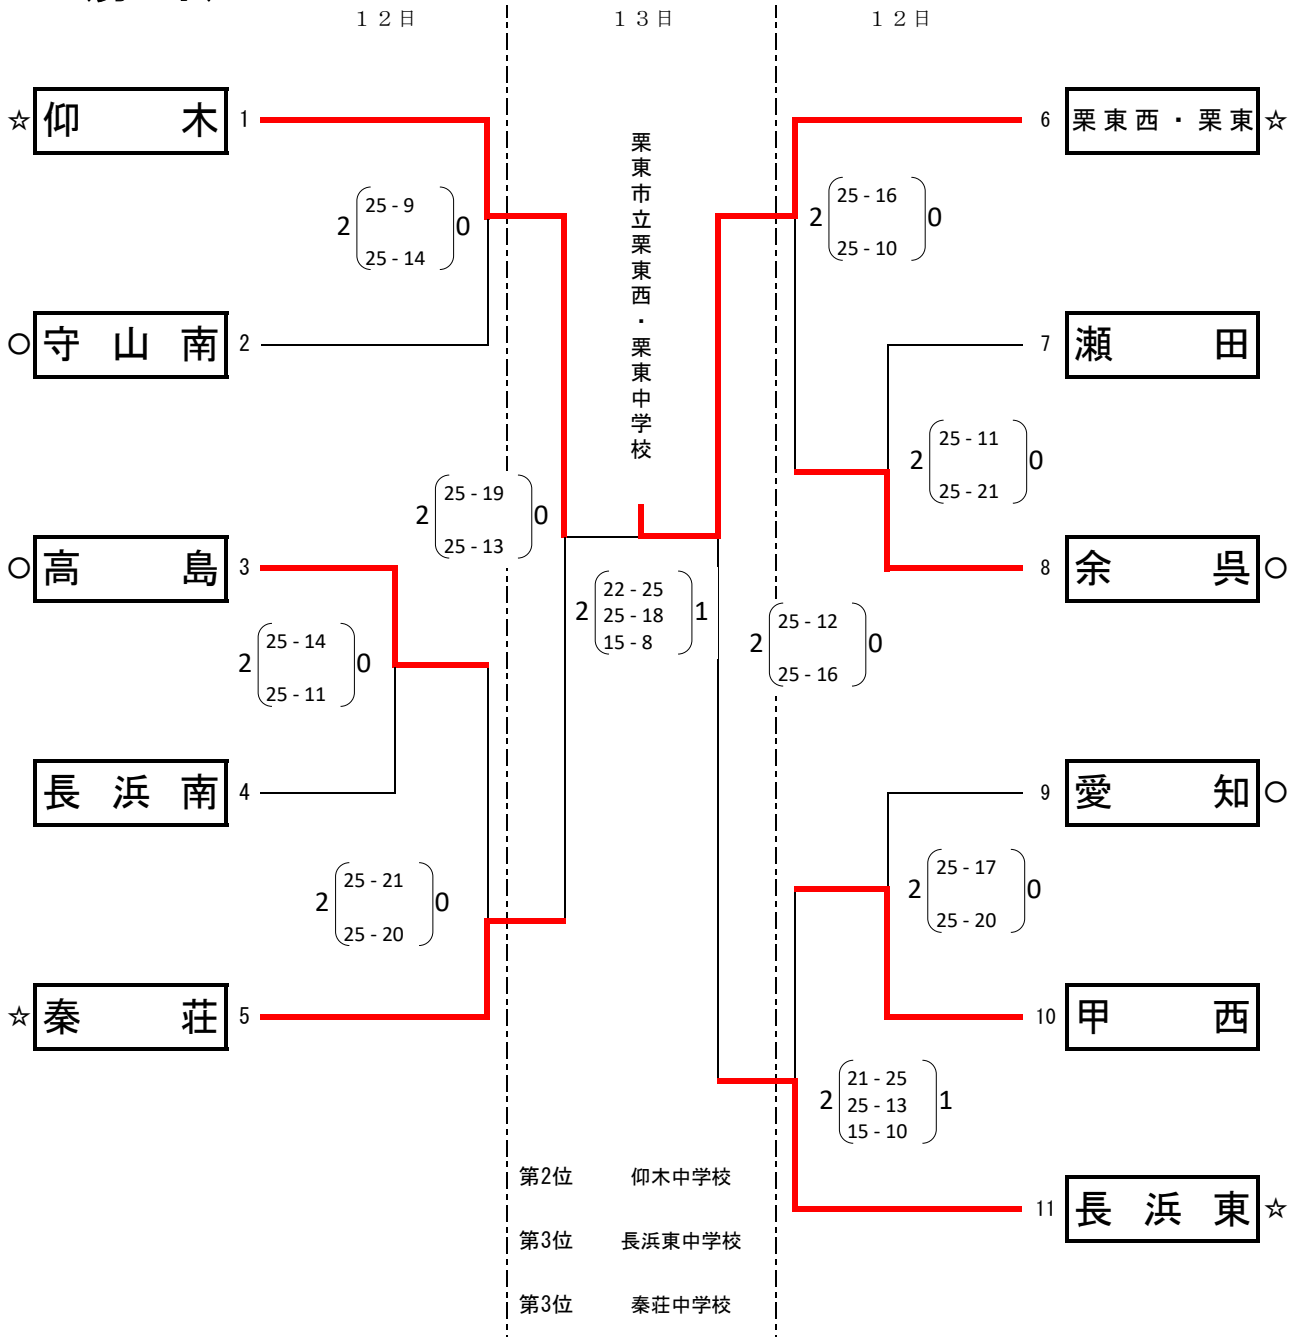 １２日
１３日
１２日
☆ 仰木 1
6 栗東西・栗東 ☆
栗東市立栗東西・栗東中学校
2 25 - 9 0
25 - 14
2 25 - 16 0
25 - 10
○ 守山南 2
7 瀬田
2 25 - 11 0
25 - 21
2 25 - 19 0
25 - 13
○ 高島 3
8 余呉 ○
2 22 - 25 1
25 - 18
15 - 8
2 25 - 12 0
25 - 16
2 25 - 14 0
25 - 11
長浜南 4
9 愛知 ○
2 25 - 21 0
25 - 20
2 25 - 17 0
25 - 20
☆ 秦荘 5
10 甲西
2 21 - 25 1
25 - 13
15 - 10
第2位 仰木中学校
11 長浜東 ☆
第3位 長浜東中学校
第3位 秦荘中学校